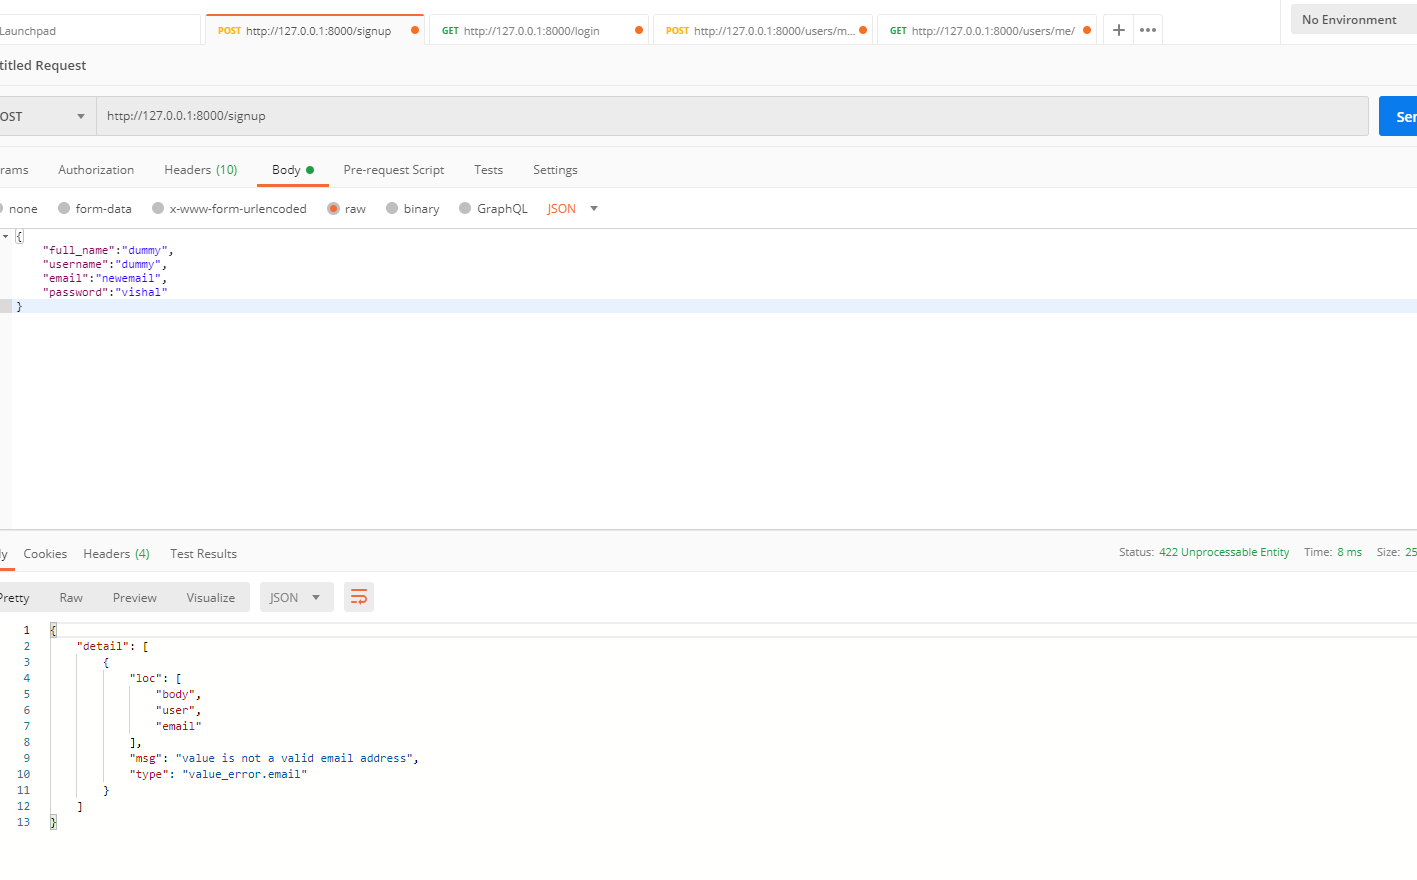 Launchpad
POST http://127.0.0.1:8000/signup
GET http://127.0.0.1:8000/login
POST http://127.0.0.1:8000/users/m...
GET http://127.0.0.1:8000/users/me/
No Environment
titled Request
OST
http://127.0.0.1:8000/signup
Ser
rams Authorization Headers (10) Body Pre-request Script Tests Settings
none form-data x-www-form-urlencoded raw binary GraphQL JSON
{
"full_name":"dummy",
"username":"dummy",
"email":"newemail",
"password":"vishal"
}
ly Cookies Headers (4) Test Results Status: 422 Unprocessable Entity Time: 8 ms Size: 25
Pretty Raw Preview Visualize JSON
1 {
2 "detail": [
3 {
4 "loc": [
5 "body",
6 "user",
7 "email"
8 ],
9 "msg": "value is not a valid email address",
10 "type": "value_error.email"
11 }
12 ]
13 }